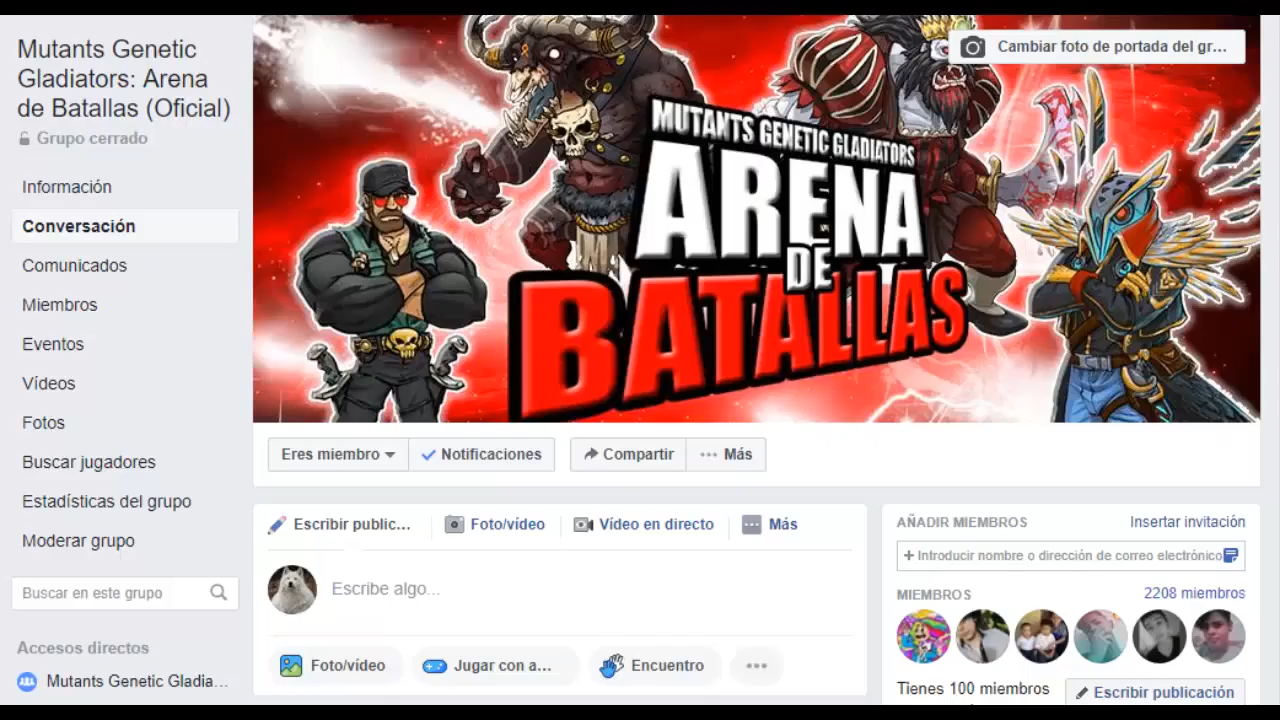 Mutants Genetic
Gladiators: Arena
de Batallas (Oficial)
Grupo cerrado
Información
Conversación
Comunicados
Miembros
Eventos
Vídeos
Fotos
Buscar jugadores
Estadísticas del grupo
Moderar grupo
Buscar en este grupo
Accesos directos
Mutants Genetic Gladia...
Cambiar foto de portada del gr...
MUTANTS GENETIC GLADIATORS
ARENA
DE
BATALLAS
Eres miembro
Notificaciones
Compartir
Más
Escribir public...
Foto/vídeo
Vídeo en directo
Más
Escribe algo...
Foto/vídeo
Jugar con a...
Encuentro
AÑADIR MIEMBROS
Insertar invitación
+ Introducir nombre o dirección de correo electrónico
MIEMBROS
2208 miembros
Tienes 100 miembros
Escribir publicación